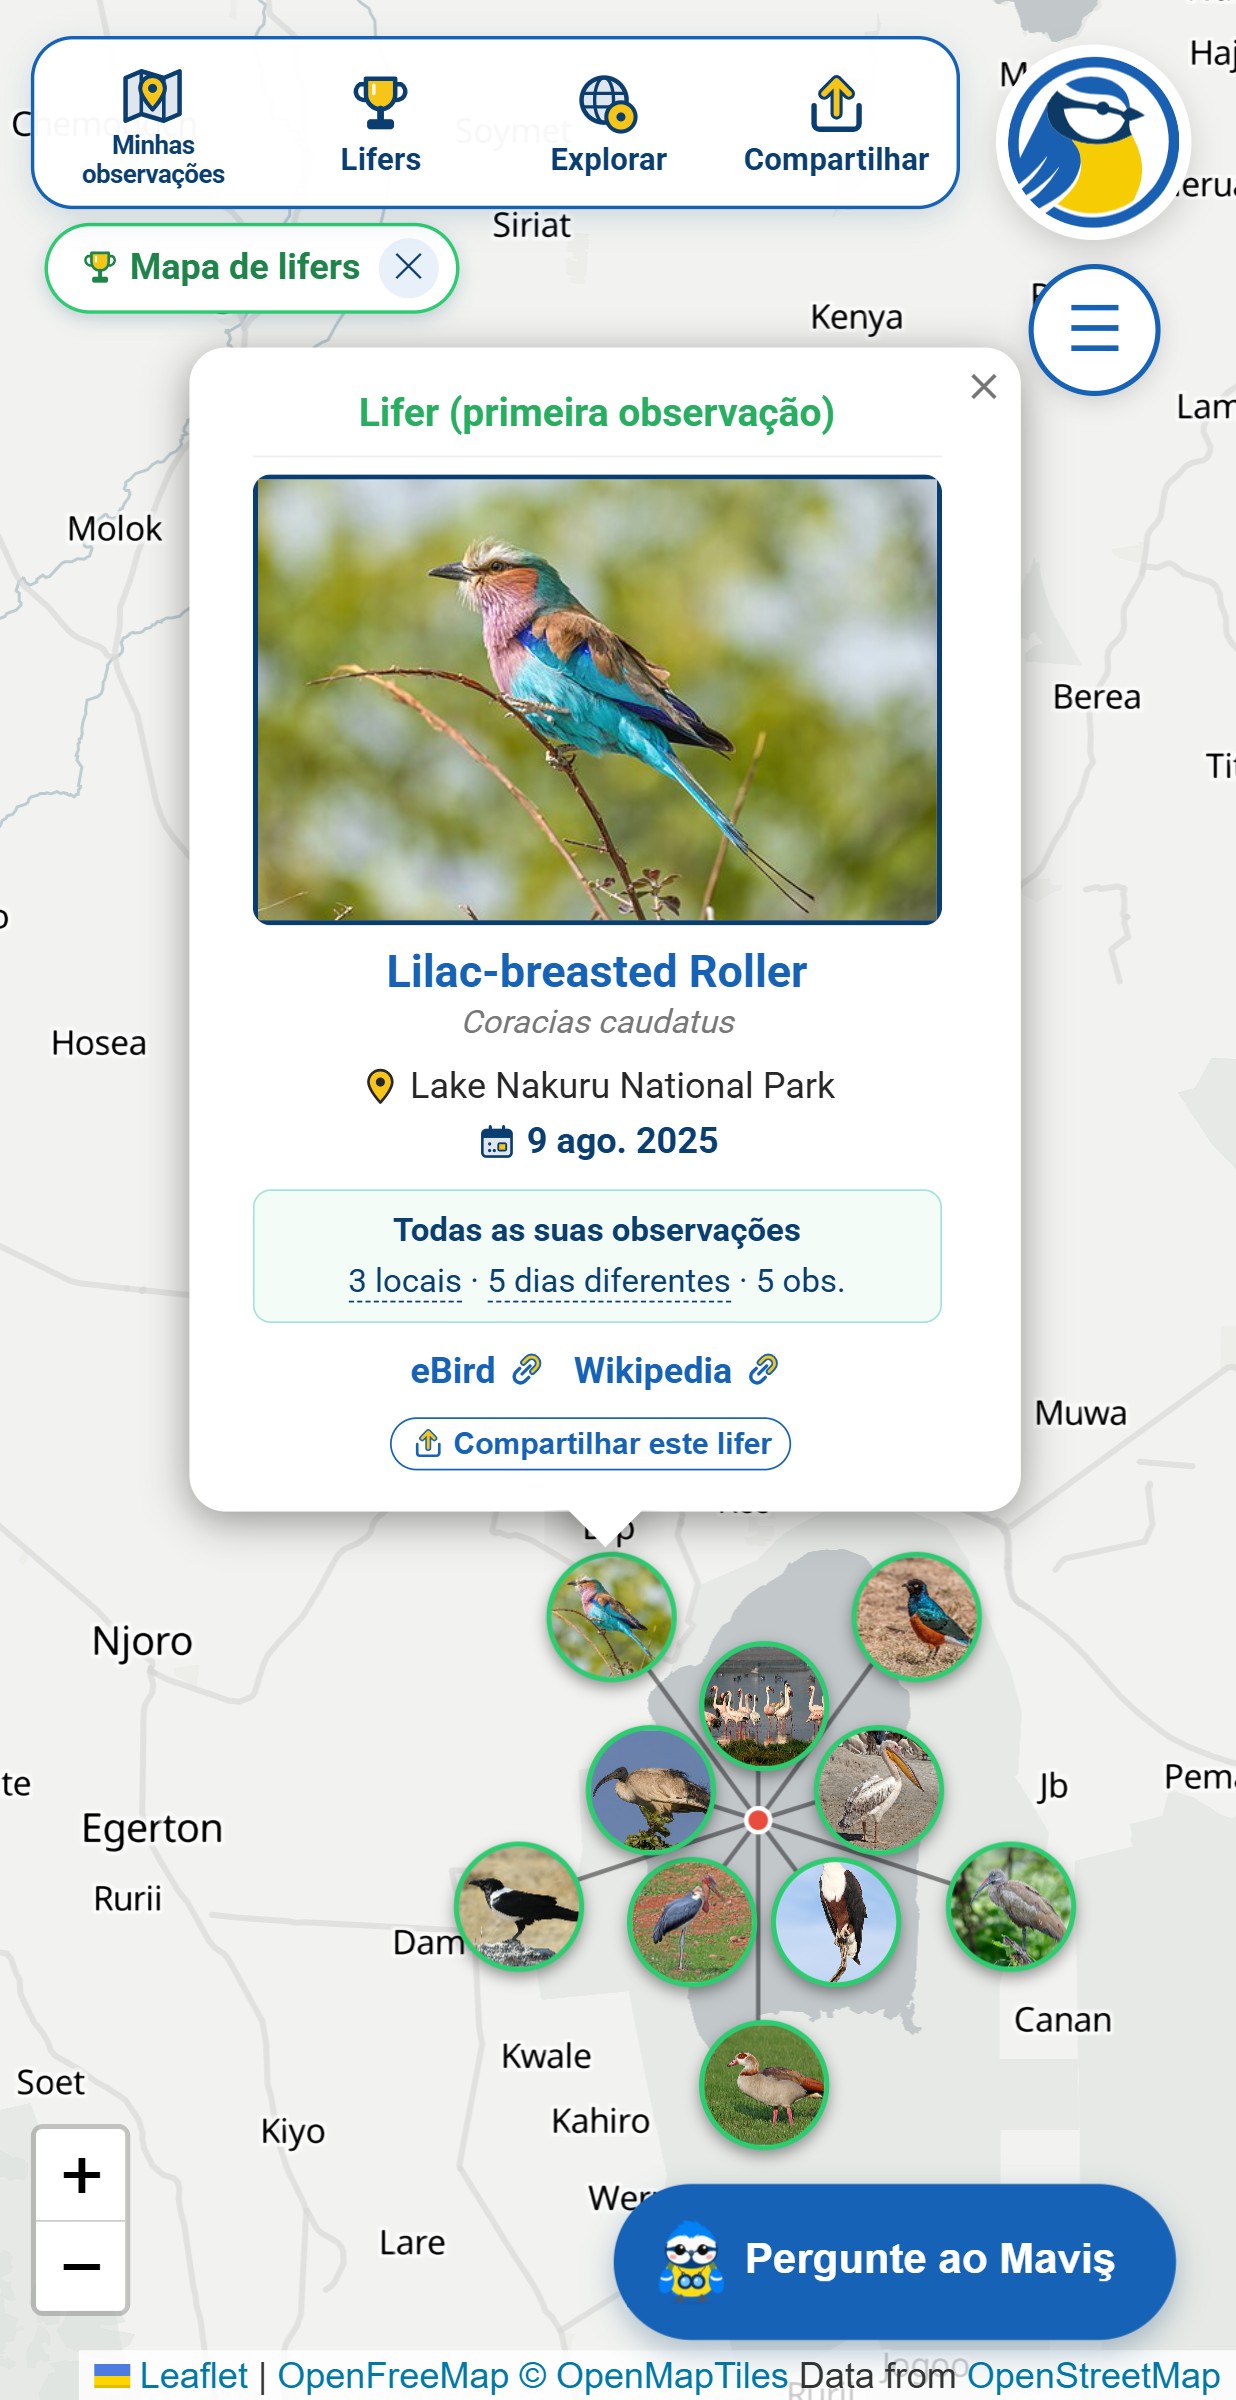 Minhas
observações
Lifers
Explorar
Compartilhar
Soymet
Siriat
Mapa de lifers
Kenya
Lifer (primeira observação)
Molok
Berea
Lilac-breasted Roller
Coracias caudatus
Hosea
Lake Nakuru National Park
9 ago. 2025
Todas as suas observações
3 locais · 5 dias diferentes · 5 obs.
eBird Wikipedia
Muwa
Compartilhar este lifer
Njoro
Jb
Egerton
Rurii
Dam
Canan
Kwale
Soet
Kahiro
Kiyo
Lare
+
−
Pergunte ao Maviş
Leaflet | OpenFreeMap © OpenMapTiles Data from OpenStreetMap